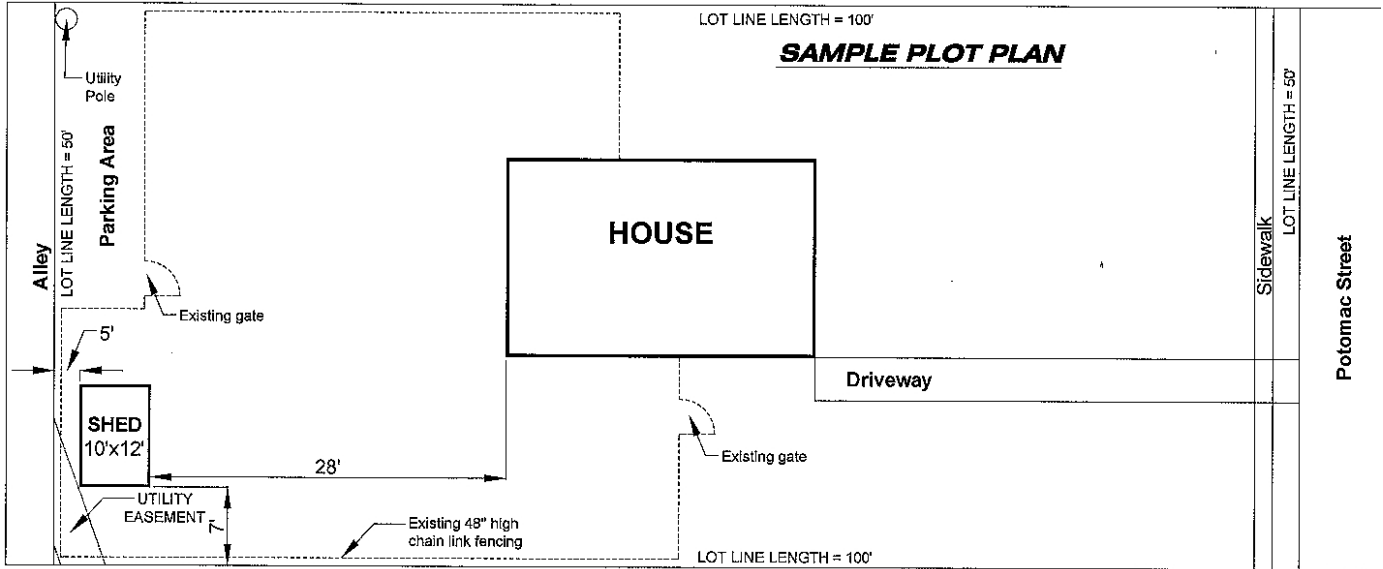 LOT LINE LENGTH = 100'
SAMPLE PLOT PLAN
Utility
Pole
LOT LINE LENGTH = 50'
Parking Area
Alley
HOUSE
Existing gate
5'
SHED
10'x12'
28'
UTILITY
EASEMENT
7'
Existing 48" high
chain link fencing
Driveway
Existing gate
LOT LINE LENGTH = 100'
Sidewalk
LOT LINE LENGTH = 50'
Potomac Street